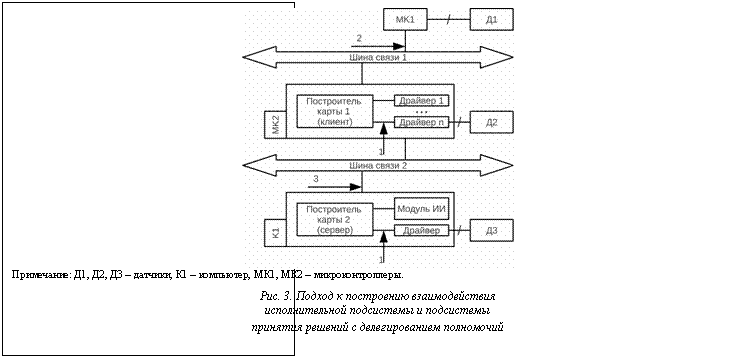 МК1
Д1
2
Шина связи 1
Построитель
карты 1
(клиент)
Драйвер 1
...
Драйвер n
Д2
МК2
1
Шина связи 2
3
Построитель
карты 2
(сервер)
Модуль ИИ
Драйвер
Д3
К1
1
Примечание: Д1, Д2, Д3 – датчики, К1 – компьютер, МК1, МК2 – микроконтроллеры.
Рис. 3. Подход к построению взаимодействия
исполнительной подсистемы и подсистемы
принятия решений с делегированием полномочий